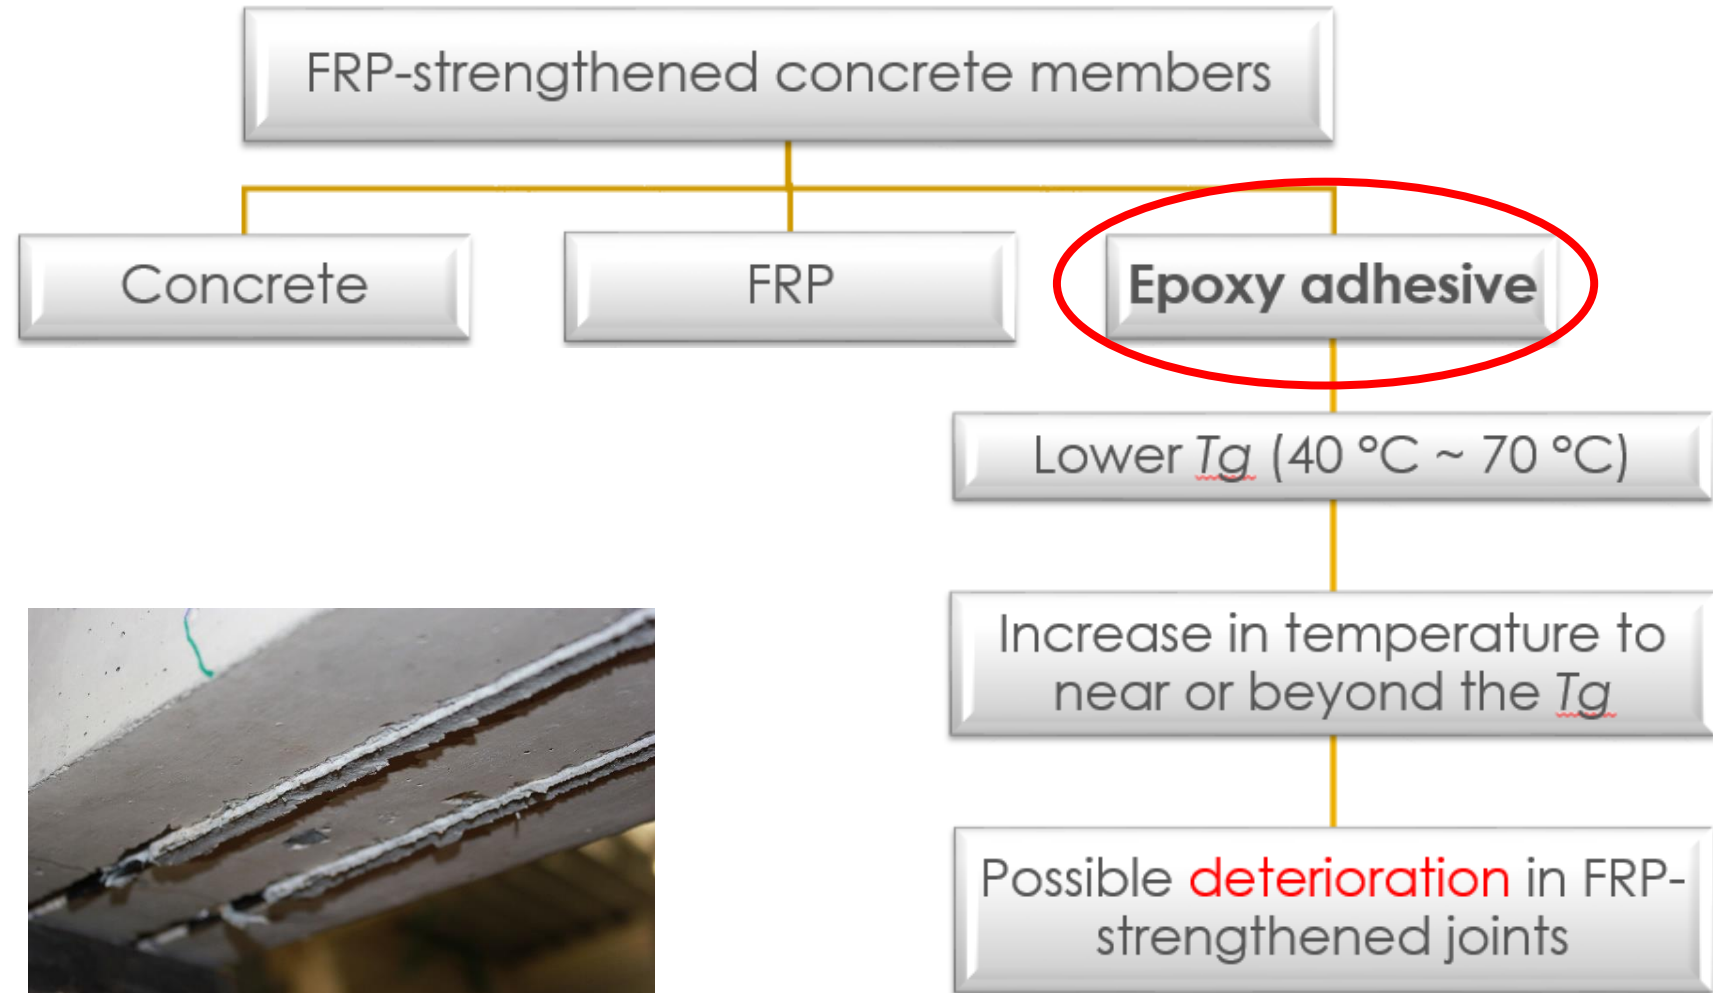 FRP-strengthened concrete members
Concrete
FRP
Epoxy adhesive
Lower Tg (40 °C ~ 70 °C)
Increase in temperature to
near or beyond the Tg
Possible deterioration in FRP-
strengthened joints